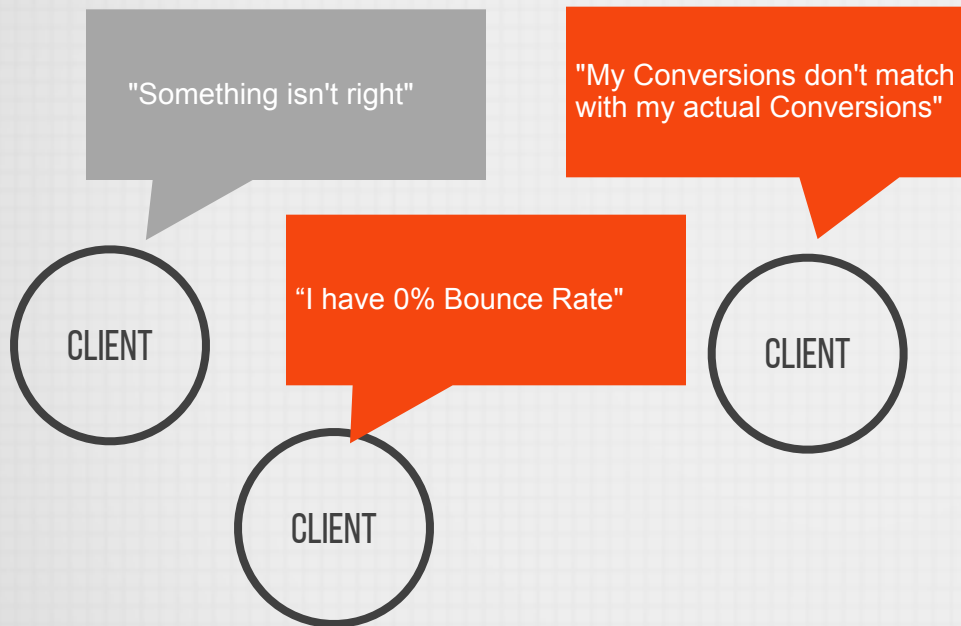 "Something isn't right"
"My Conversions don't match
with my actual Conversions"
“I have 0% Bounce Rate"
CLIENT
CLIENT
CLIENT